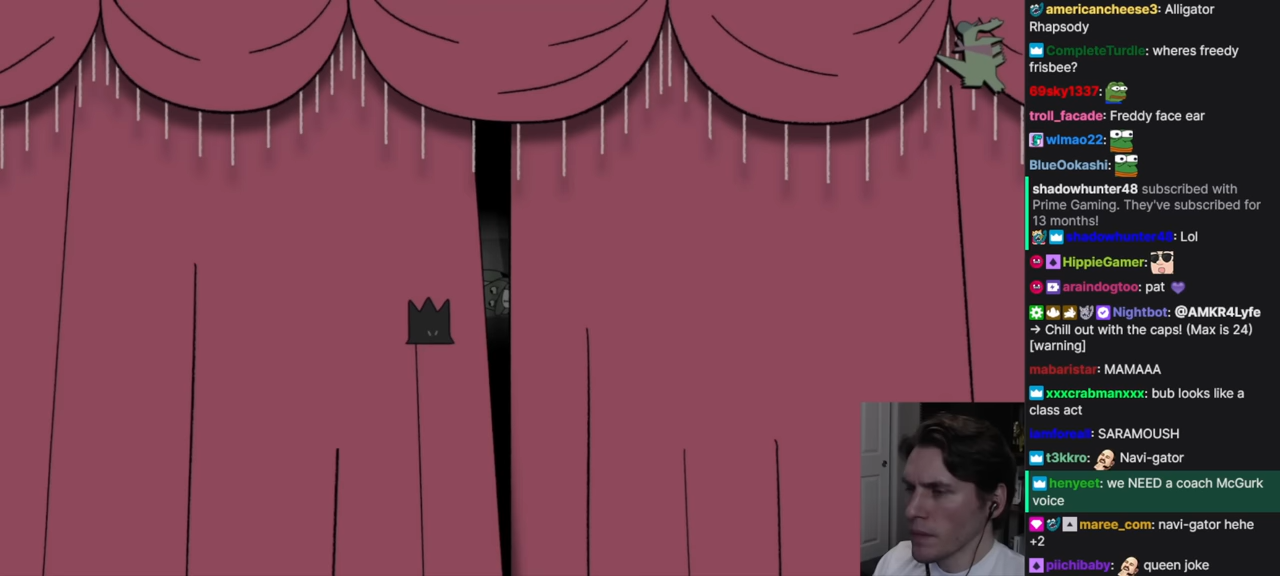 americancheese3: Alligator
Rhapsody
CompleteTurdle: wheres freedy
frisbee?
69sky1337:
troll_facade: Freddy face ear
wlmao22:
BlueOokashi:
shadowhunter48 subscribed with
Prime Gaming. They've subscribed for
13 months!
shadowhunter48: Lol
HippieGamer:
araindogtoo: pat
Nightbot: @AMKR4Lyfe
→ Chill out with the caps! (Max is 24)
[warning]
mabaristar: MAMAAA
xxxcrabmanxxx: bub looks like a
class act
: SARAMOUSH
t3kkro: Navi-gator
henyeet: we NEED a coach McGurk
voice
maree_com: navi-gator hehe
+2
piichibaby: queen joke